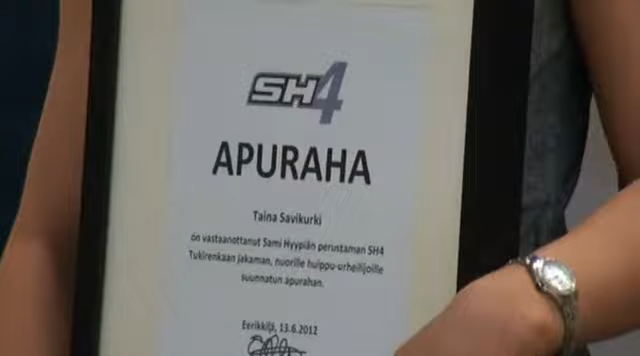 SH4
APURAHA
Taina Savikurki
on vastaanottanut Sami Hyypiän perustaman SH4
Tukirenkaan jakaman, nuorille huippu-urheilijoille
suunnatun apurahan.
Eerikkilä, 13.6.2012